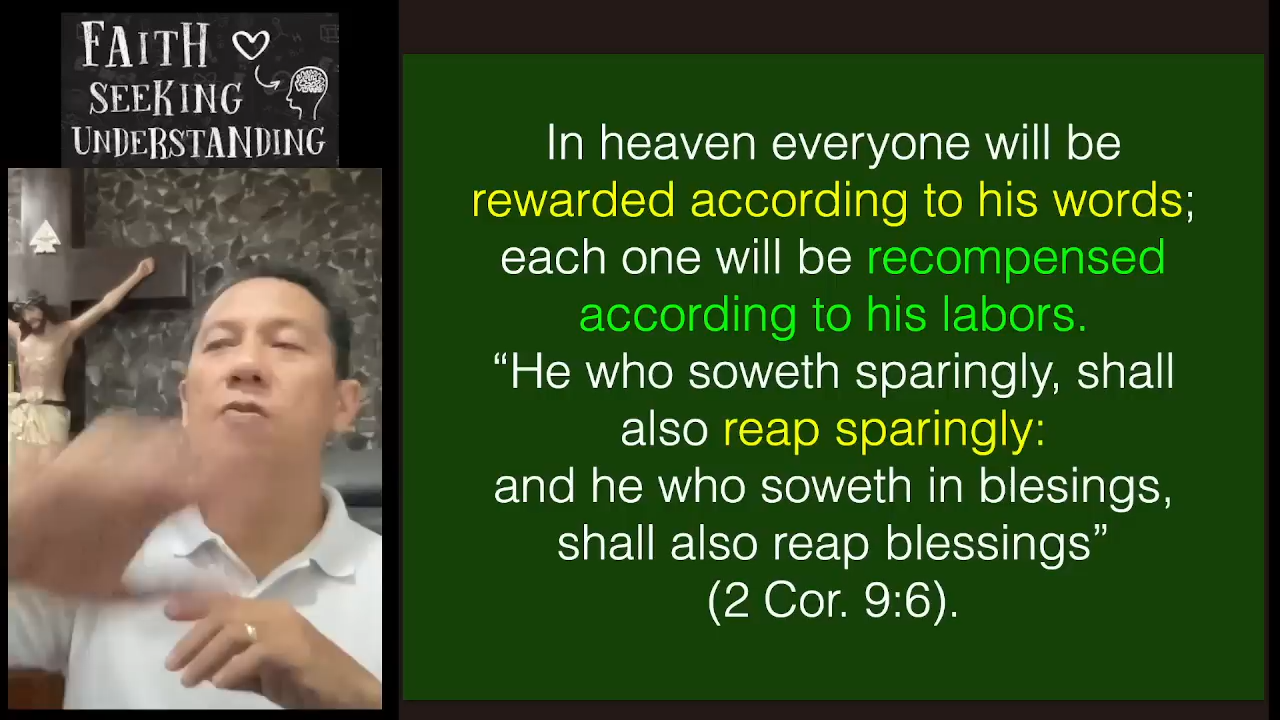 FAITH
SEEKING
UNDERSTANDING
In heaven everyone will be
rewarded according to his words;
each one will be recompensed
according to his labors.
“He who soweth sparingly, shall
also reap sparingly:
and he who soweth in blesings,
shall also reap blessings”
(2 Cor. 9:6).